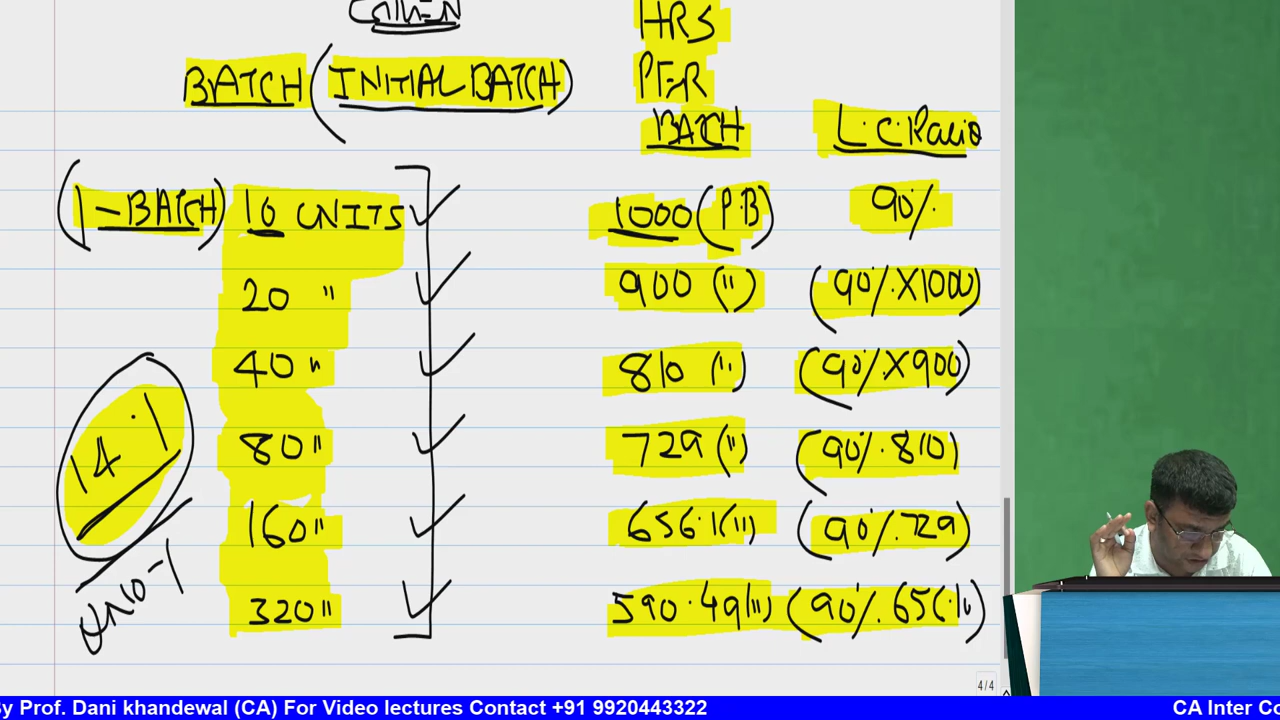 HRS
BATCH (INITIAL BATCH)
PER
BATCH
L.C. Ratio
(1-BATCH) 10 UNITS 1000 (P.B) 90%
20 " 900 (") (90% X 1000)
40 " 810 (") (90% X 900)
80 " 729 (") (90%. 810)
14.1
160 " 656.1 (") (90%. 729)
320 " 590.49 (") (90%. 656.1)
4/4
y Prof. Dani khandewal (CA) For Video lectures Contact +91 9920443322
CA Inter Co